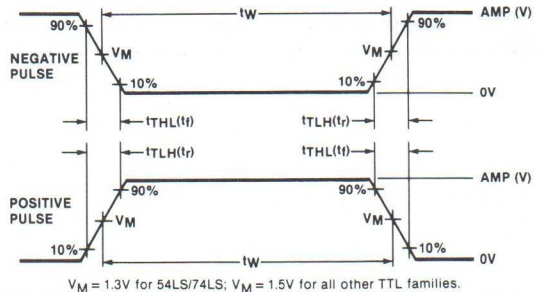 tW
AMP (V)
90%
90%
NEGATIVE
PULSE
VM
VM
10%
10%
0V
tTHL(tf)
tTLH(tr)
tTLH(tr)
tTHL(tf)
AMP (V)
90%
90%
POSITIVE
PULSE
VM
VM
10%
10%
tW
0V
VM = 1.3V for 54LS/74LS; VM = 1.5V for all other TTL families.